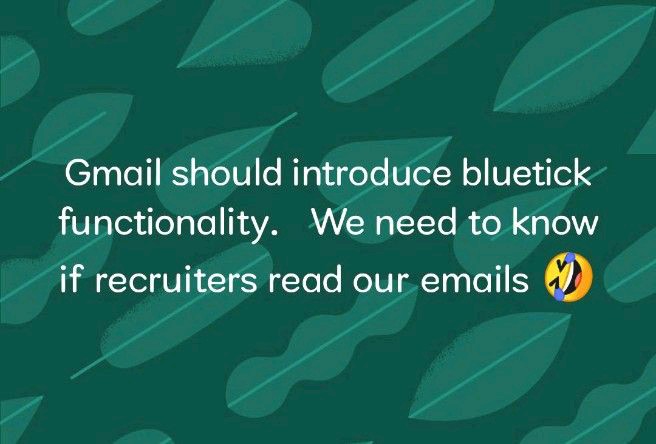 Gmail should introduce bluetick
functionality.   We need to know
if recruiters read our emails 🤣